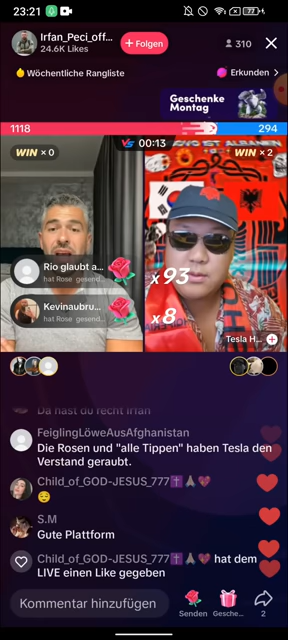 23:21
77
Irfan_Peci_off...
24.6K Likes
+ Folgen
310
Wöchentliche Rangliste
Erkunden
Geschenke
Montag
1118
VS 00:13
294
WIN × 0
WIN × 2
Rio glaubt a...
hat Rose gesend...
x93
Kevinaubru...
hat Rose gesend...
x8
Tesla H...
Da hast du recht Irfan
FeiglingLöweAusAfghanistan
Die Rosen und "alle Tippen" haben Tesla den
Verstand geraubt.
Child_of_GOD-JESUS_777✝️🙏🏽💖
😌
S.M
Gute Plattform
Child_of_GOD-JESUS_777✝️🙏🏽💖 hat dem
LIVE einen Like gegeben
Kommentar hinzufügen
Senden
Gesche...
2